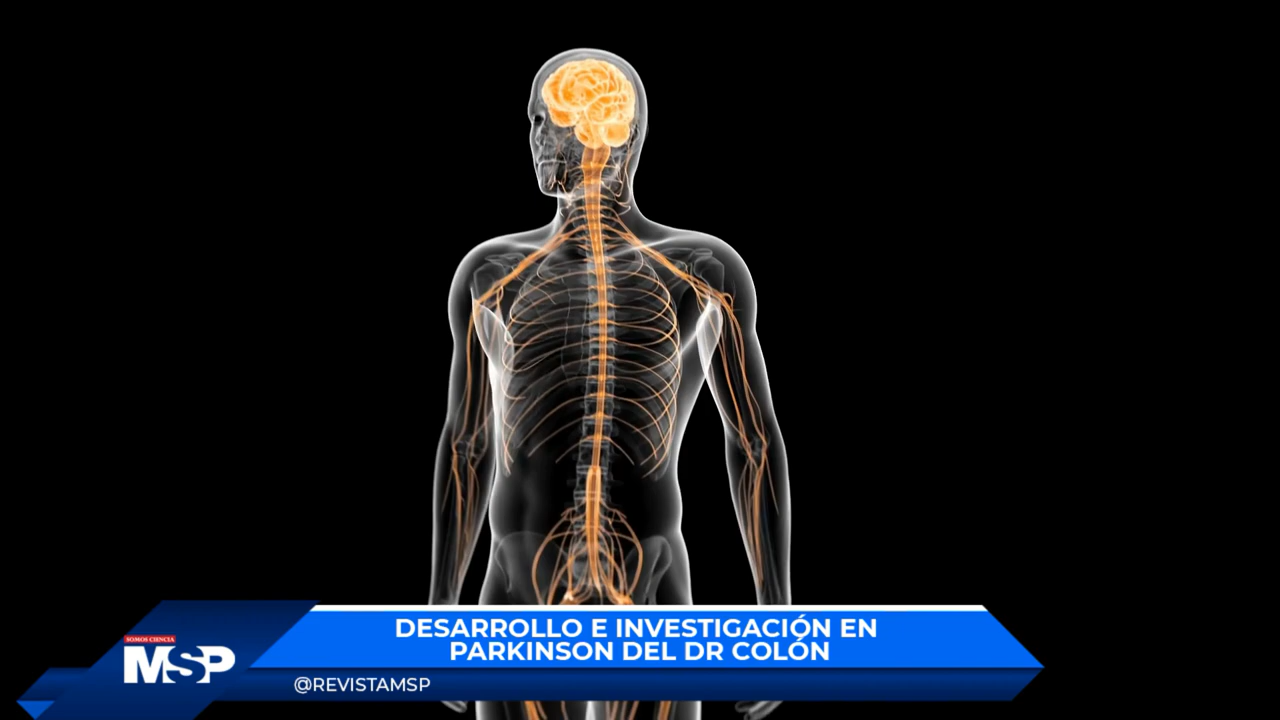 DESARROLLO E INVESTIGACIÓN EN
PARKINSON DEL DR COLÓN
SOMOS CIENCIA
MSP
@REVISTAMSP